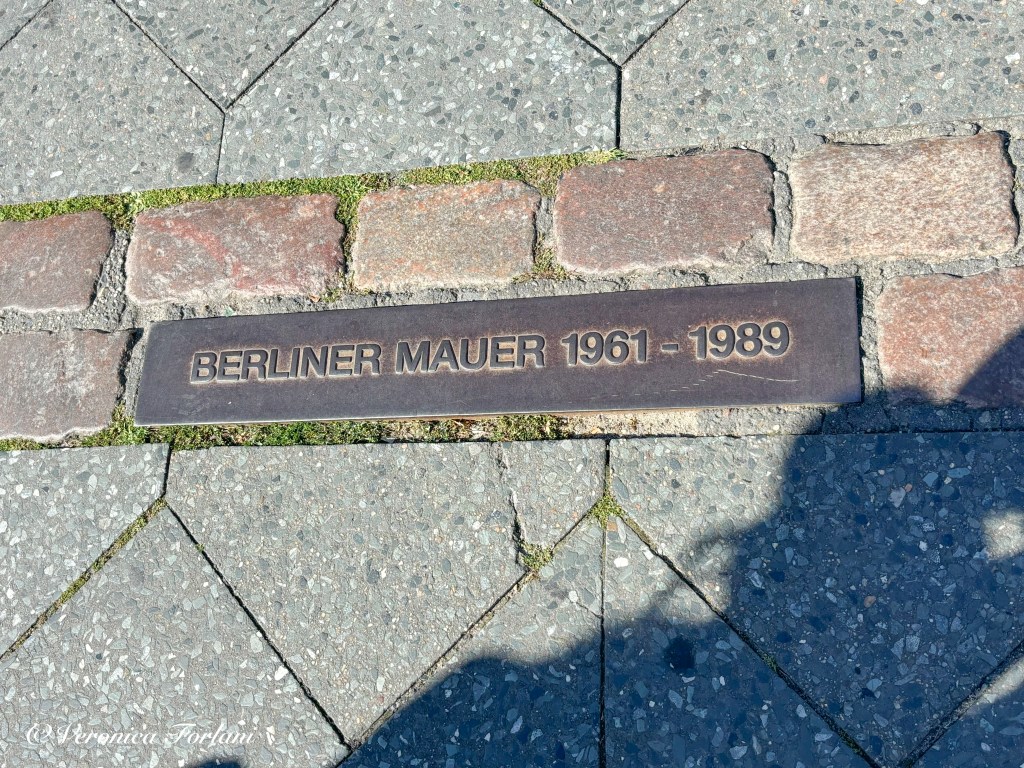 BERLINER MAUER 1961 - 1989
©Veronica Forlani